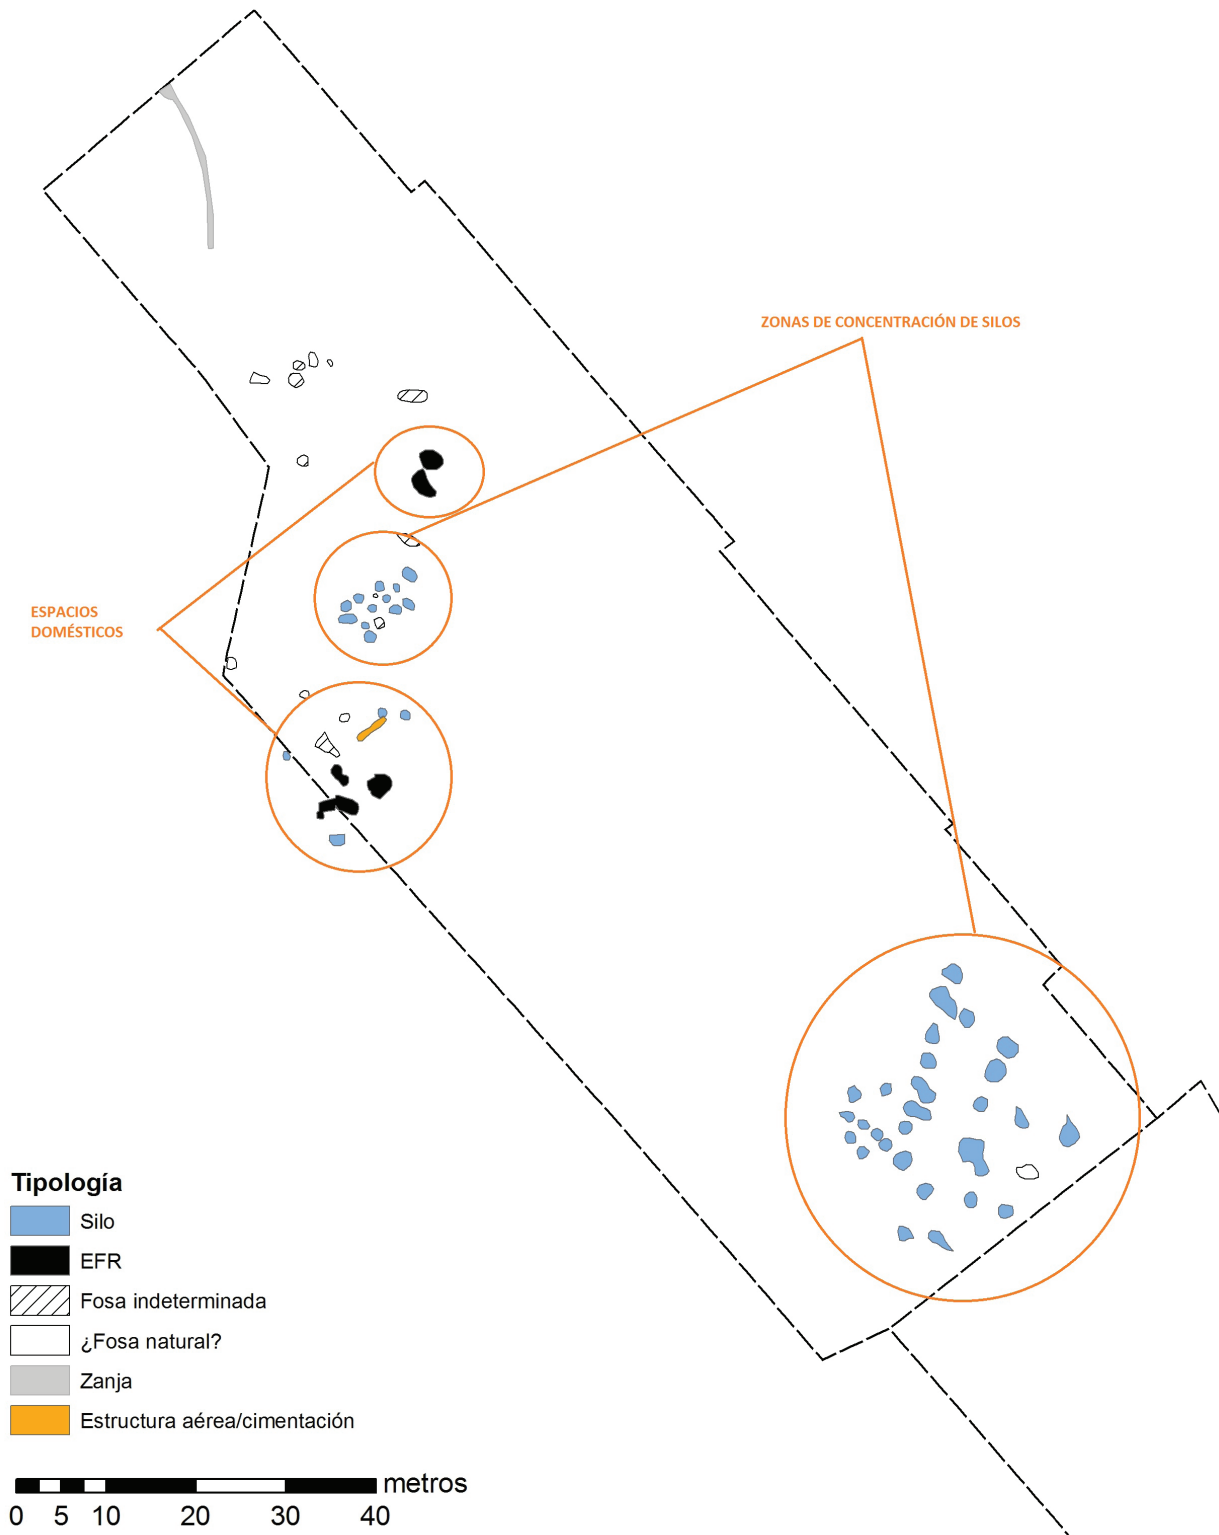 ZONAS DE CONCENTRACIÓN DE SILOS
ESPACIOS
DOMÉSTICOS
Tipología
Silo
EFR
Fosa indeterminada
¿Fosa natural?
Zanja
Estructura aérea/cimentación
metros
0 5 10 20 30 40